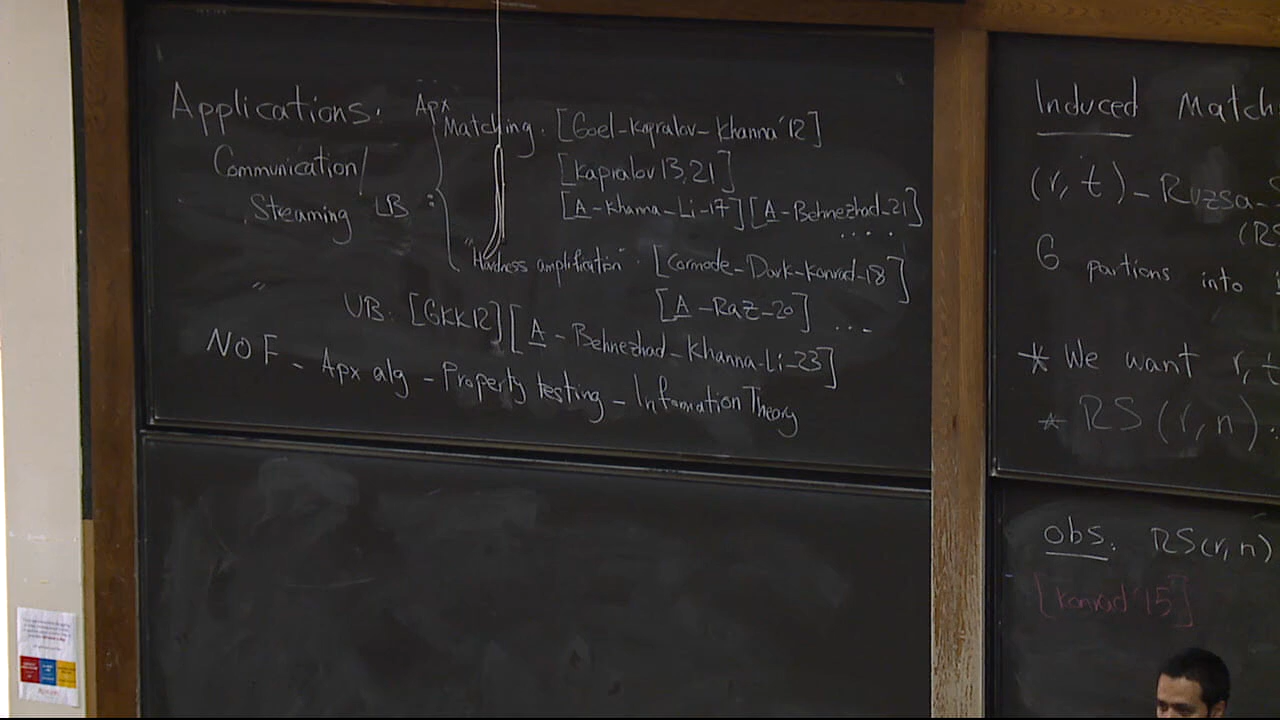 Applications. Apx
Matching. [Goel-Kapralov-Khanna'12]
Communication/
[Kapralov 13,21]
Streaming LB :
[A-Khanna-Li-17][A-Behnezhad-21]
....
"Hardness amplification" . [Cormode-Dark-Konrad-18]
[A-Raz-20] ...
UB. [GKK12][A-Behnezhad-Khanna-Li-23]
NOF - Apx alg - Property testing - Information Theory
Induced Match
(r, t)-Ruzsa-S
(RS
G partions into
* We want r, t
* RS(r,n).
obs. RS(r,n)
[Konrad'15]